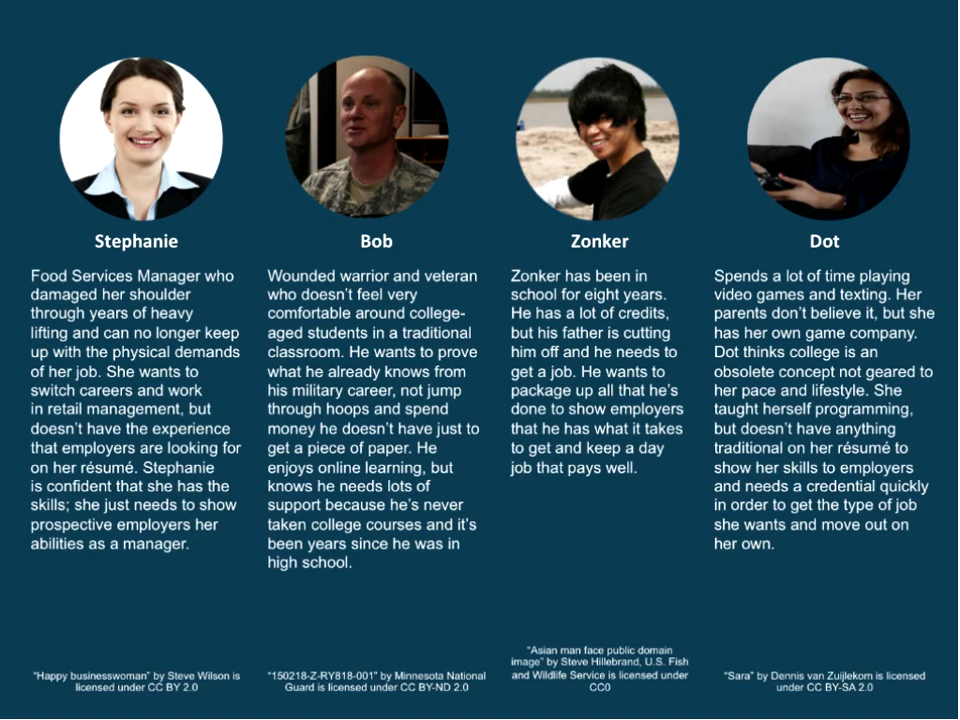 Stephanie
Food Services Manager who
damaged her shoulder
through years of heavy
lifting and can no longer keep
up with the physical demands
of her job. She wants to
switch careers and work
in retail management, but
doesn’t have the experience
that employers are looking for
on her résumé. Stephanie
is confident that she has the
skills; she just needs to show
prospective employers her
abilities as a manager.
"Happy businesswoman" by Steve Wilson is
licensed under CC BY 2.0
Bob
Wounded warrior and veteran
who doesn’t feel very
comfortable around college-
aged students in a traditional
classroom. He wants to prove
what he already knows from
his military career, not jump
through hoops and spend
money he doesn’t have just to
get a piece of paper. He
enjoys online learning, but
knows he needs lots of
support because he’s never
taken college courses and it’s
been years since he was in
high school.
"150218-Z-RY818-001" by Minnesota National
Guard is licensed under CC BY-ND 2.0
Zonker
Zonker has been in
school for eight years.
He has a lot of credits,
but his father is cutting
him off and he needs to
get a job. He wants to
package up all that he’s
done to show employers
that he has what it takes
to get and keep a day
job that pays well.
"Asian man face public domain
image" by Steve Hillebrand, U.S. Fish
and Wildlife Service is licensed under
CC0
Dot
Spends a lot of time playing
video games and texting. Her
parents don’t believe it, but she
has her own game company.
Dot thinks college is an
obsolete concept not geared to
her pace and lifestyle. She
taught herself programming,
but doesn’t have anything
traditional on her résumé to
show her skills to employers
and needs a credential quickly
in order to get the type of job
she wants and move out on
her own.
"Sara" by Dennis van Zuijlekom is licensed
under CC BY-SA 2.0